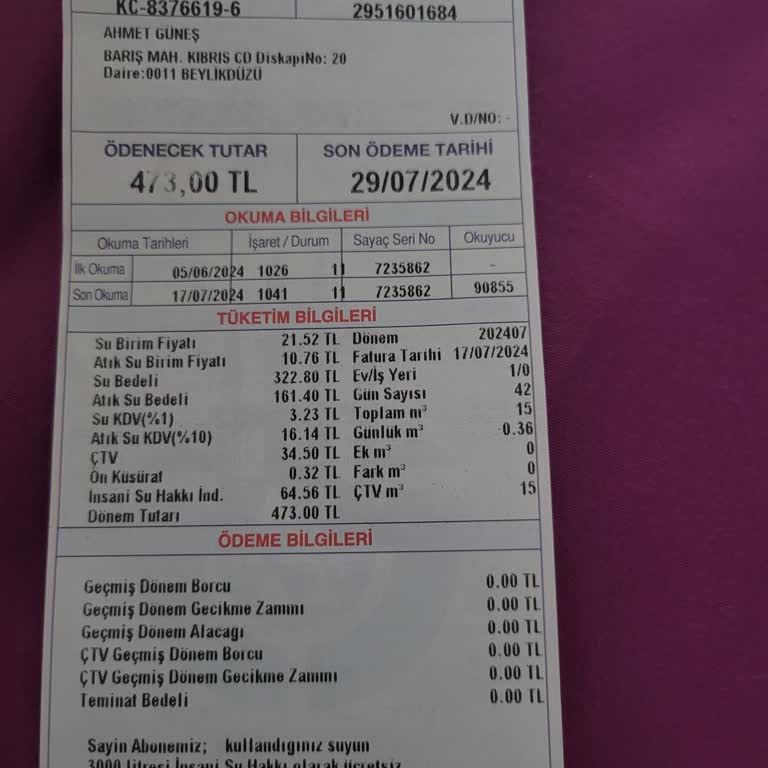 KC-8376619-6 2951601684
AHMET GÜNEŞ
BARIŞ MAH. KIBRIS CD DiskapiNo: 20
Daire:0011 BEYLİKDÜZÜ
V.D/NO: -
ÖDENECEK TUTAR SON ÖDEME TARİHİ
473,00 TL 29/07/2024
OKUMA BİLGİLERİ
Okuma Tarihleri İşaret / Durum Sayaç Seri No Okuyucu
İlk Okuma 05/06/2024 1026 11 7235862 -
Son Okuma 17/07/2024 1041 11 7235862 90855
TÜKETİM BİLGİLERİ
Su Birim Fiyatı 21.52 TL Dönem 202407
Atık Su Birim Fiyatı 10.76 TL Fatura Tarihi 17/07/2024
Su Bedeli 322.80 TL Ev/İş Yeri 1/0
Atık Su Bedeli 161.40 TL Gün Sayısı 42
Su KDV(%1) 3.23 TL Toplam m³ 15
Atık Su KDV(%10) 16.14 TL Günlük m³ 0.36
ÇTV 34.50 TL Ek m³ 0
Ön Küsürat 0.32 TL Fark m³ 0
İnsani Su Hakkı İnd. 64.56 TL ÇTV m³ 15
Dönem Tutarı 473.00 TL
ÖDEME BİLGİLERİ
Geçmiş Dönem Borcu 0.00 TL
Geçmiş Dönem Gecikme Zammı 0.00 TL
Geçmiş Dönem Alacağı 0.00 TL
ÇTV Geçmiş Dönem Borcu 0.00 TL
ÇTV Geçmiş Dönem Gecikme Zammı 0.00 TL
Teminat Bedeli 0.00 TL
Sayin Abonemiz; kullandığınız suyun
3000 litresi İnsani Su Hakkı olarak ücretsiz